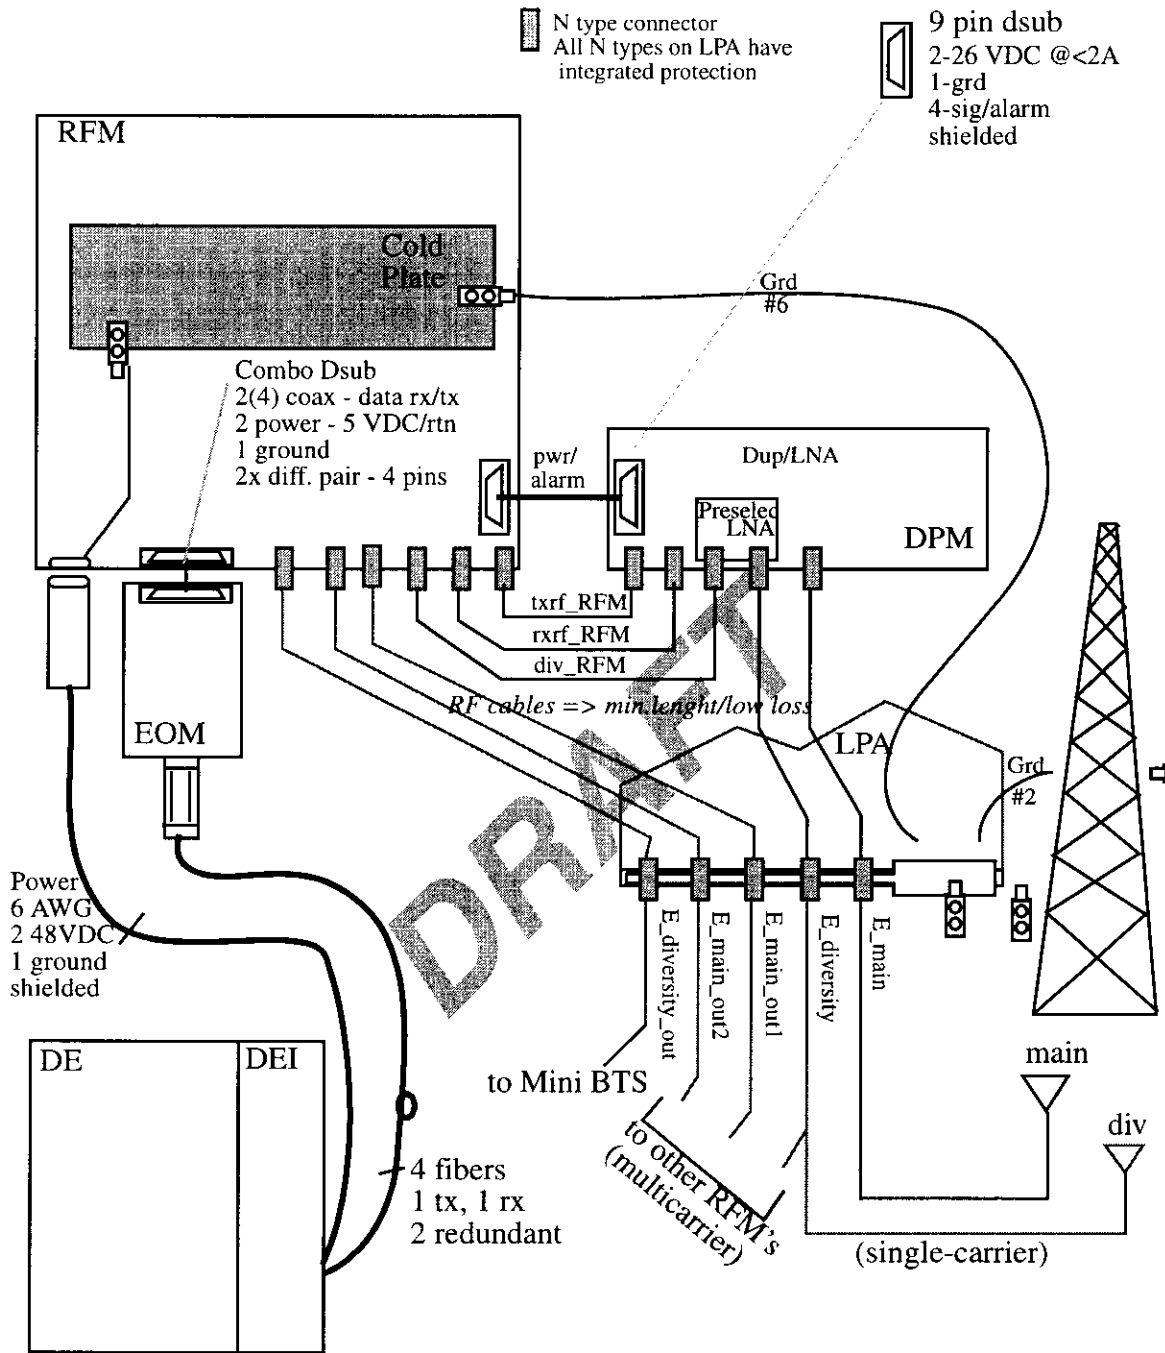 N type connector
All N types on LPA have
integrated protection
9 pin dsub
2-26 VDC @<2A
1-grd
4-sig/alarm
shielded
RFM
Cold
Plate
Grd
#6
Combo Dsub
2(4) coax - data rx/tx
2 power - 5 VDC/rtn
1 ground
2x diff. pair - 4 pins
pwr/
alarm
Dup/LNA
Preselec
LNA
DPM
txrf_RFM
rxrf_RFM
div_RFM
RF cables => min.lenght/low loss
EOM
LPA
Grd
#2
DRAFT
Power
6 AWG
2 48VDC
1 ground
shielded
E_diversity_out
E_main_out2
E_main_out1
E_diversity
E_main
DE
DEI
to Mini BTS
main
div
to other RFM's
(multicarrier)
4 fibers
1 tx, 1 rx
2 redundant
(single-carrier)